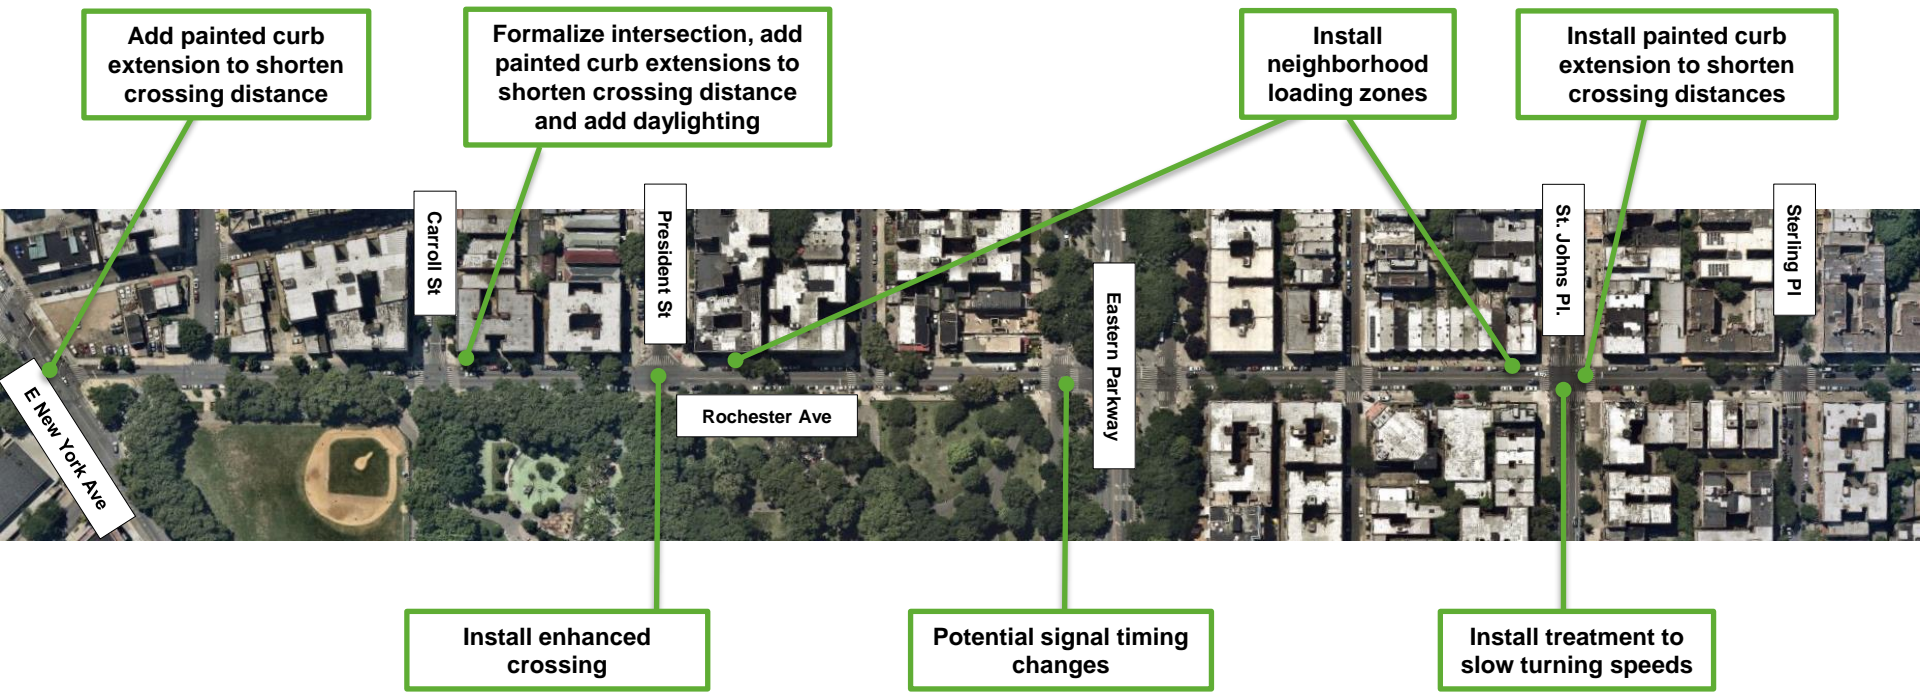 Add painted curb
extension to shorten
crossing distance
Formalize intersection, add
painted curb extensions to
shorten crossing distance
and add daylighting
Install
neighborhood
loading zones
Install painted curb
extension to shorten
crossing distances
Carroll St
President St
St. Johns Pl.
Sterling Pl
Eastern Parkway
E New York Ave
Rochester Ave
Install enhanced
crossing
Potential signal timing
changes
Install treatment to
slow turning speeds